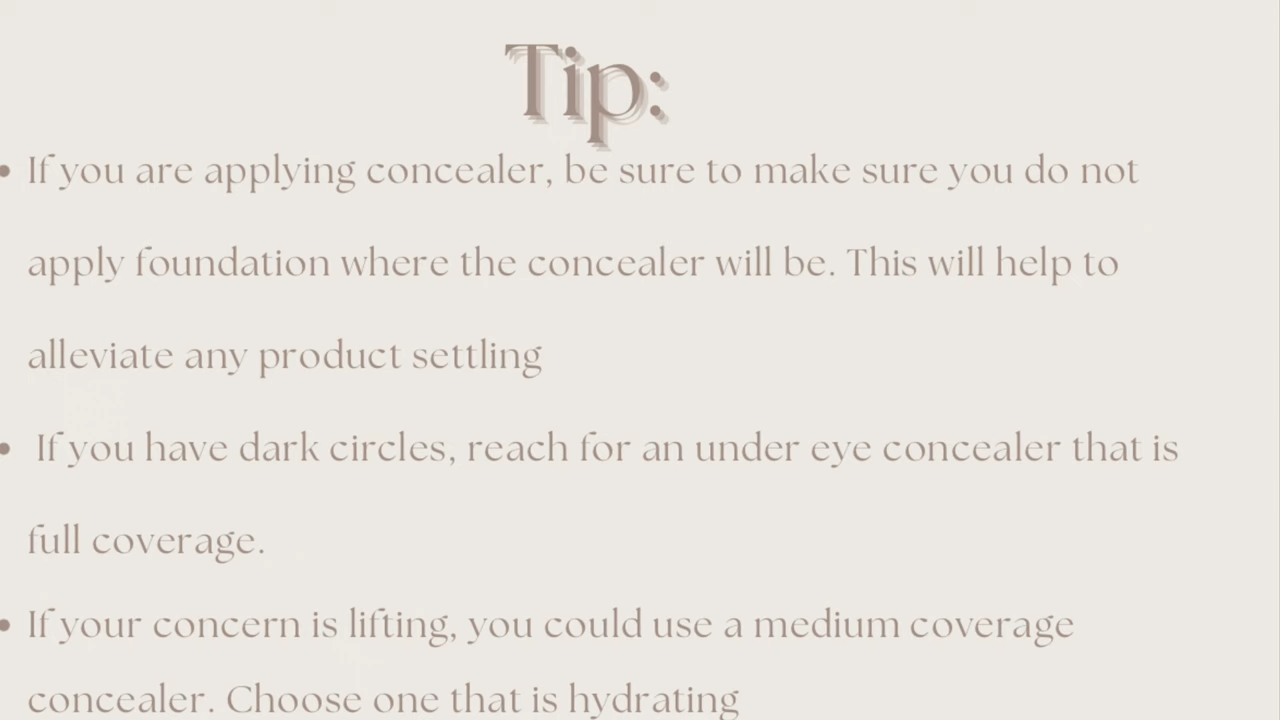 Tip:
• If you are applying concealer, be sure to make sure you do not
apply foundation where the concealer will be. This will help to
alleviate any product settling
• If you have dark circles, reach for an under eye concealer that is
full coverage.
• If your concern is lifting, you could use a medium coverage
concealer. Choose one that is hydrating